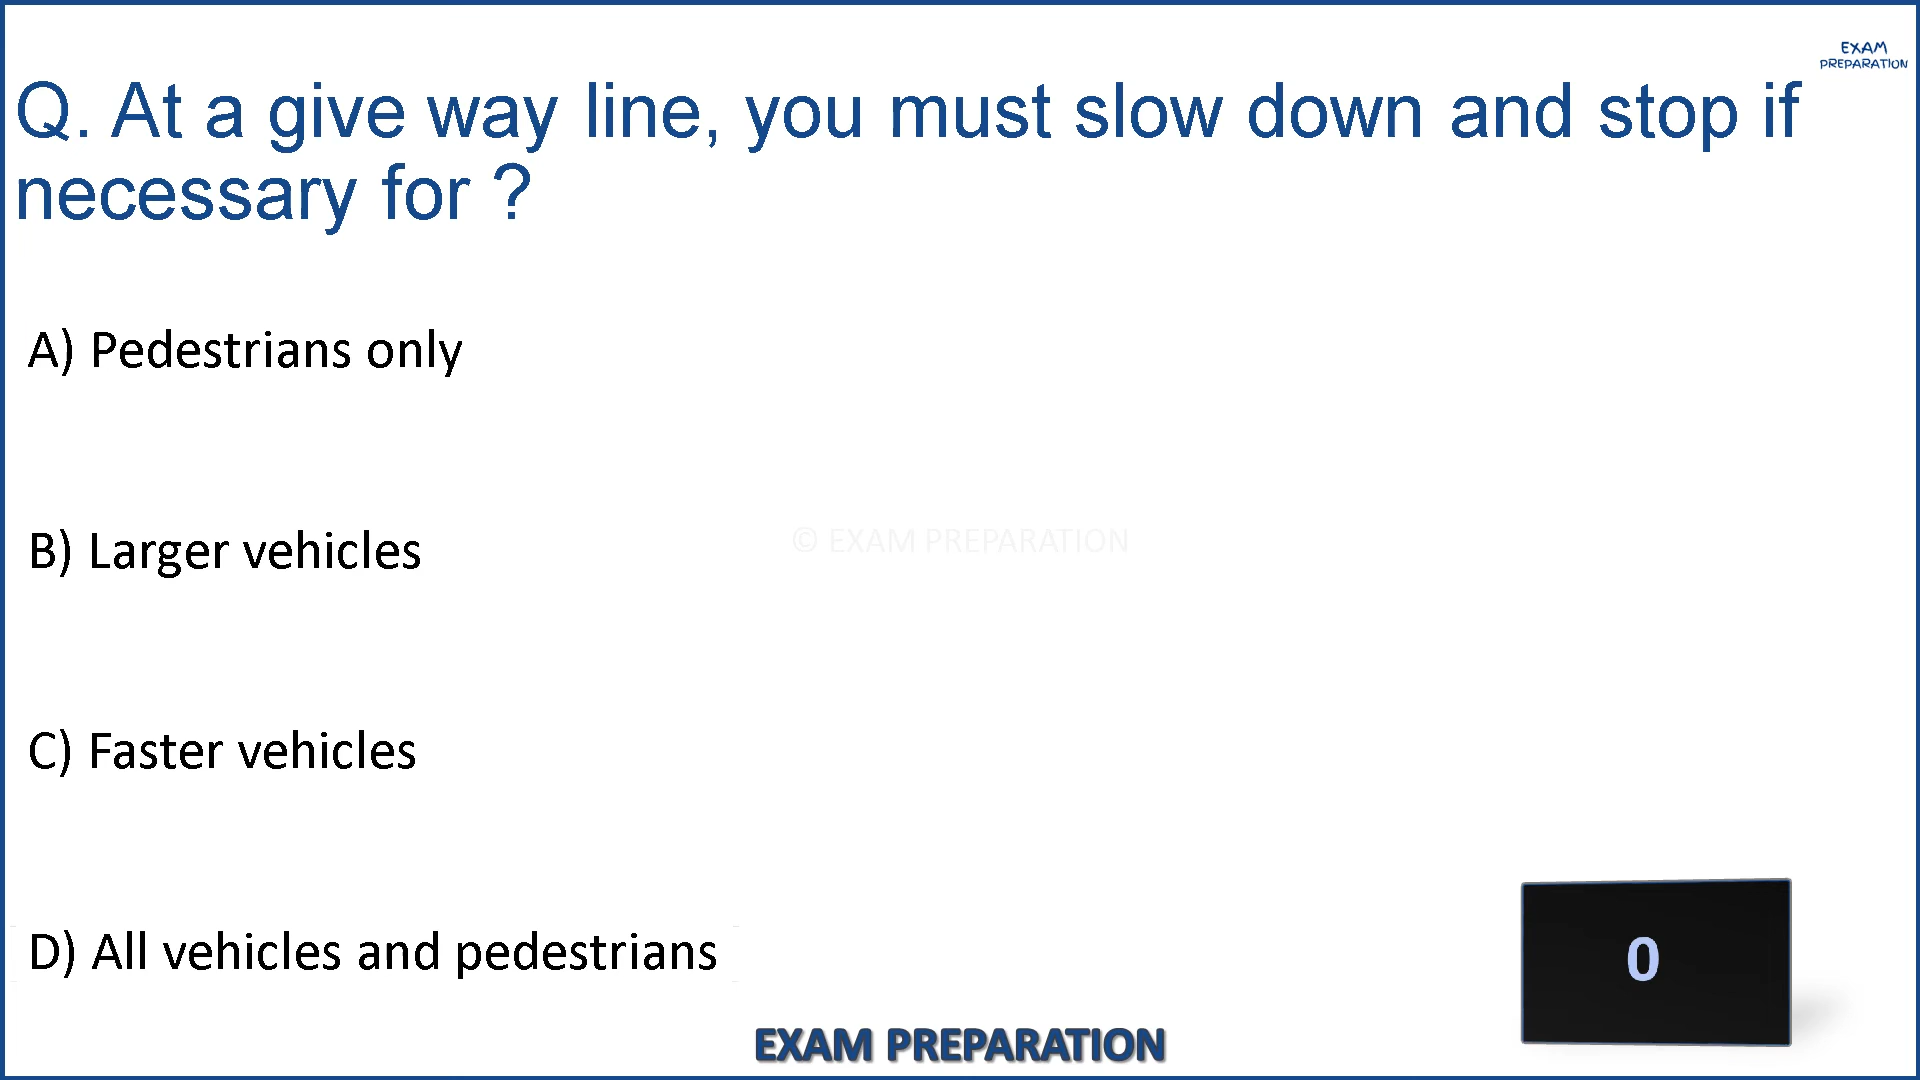 EXAM
PREPARATION
Q. At a give way line, you must slow down and stop if
necessary for ?
A) Pedestrians only
B) Larger vehicles
© EXAM PREPARATION
C) Faster vehicles
D) All vehicles and pedestrians
0
EXAM PREPARATION